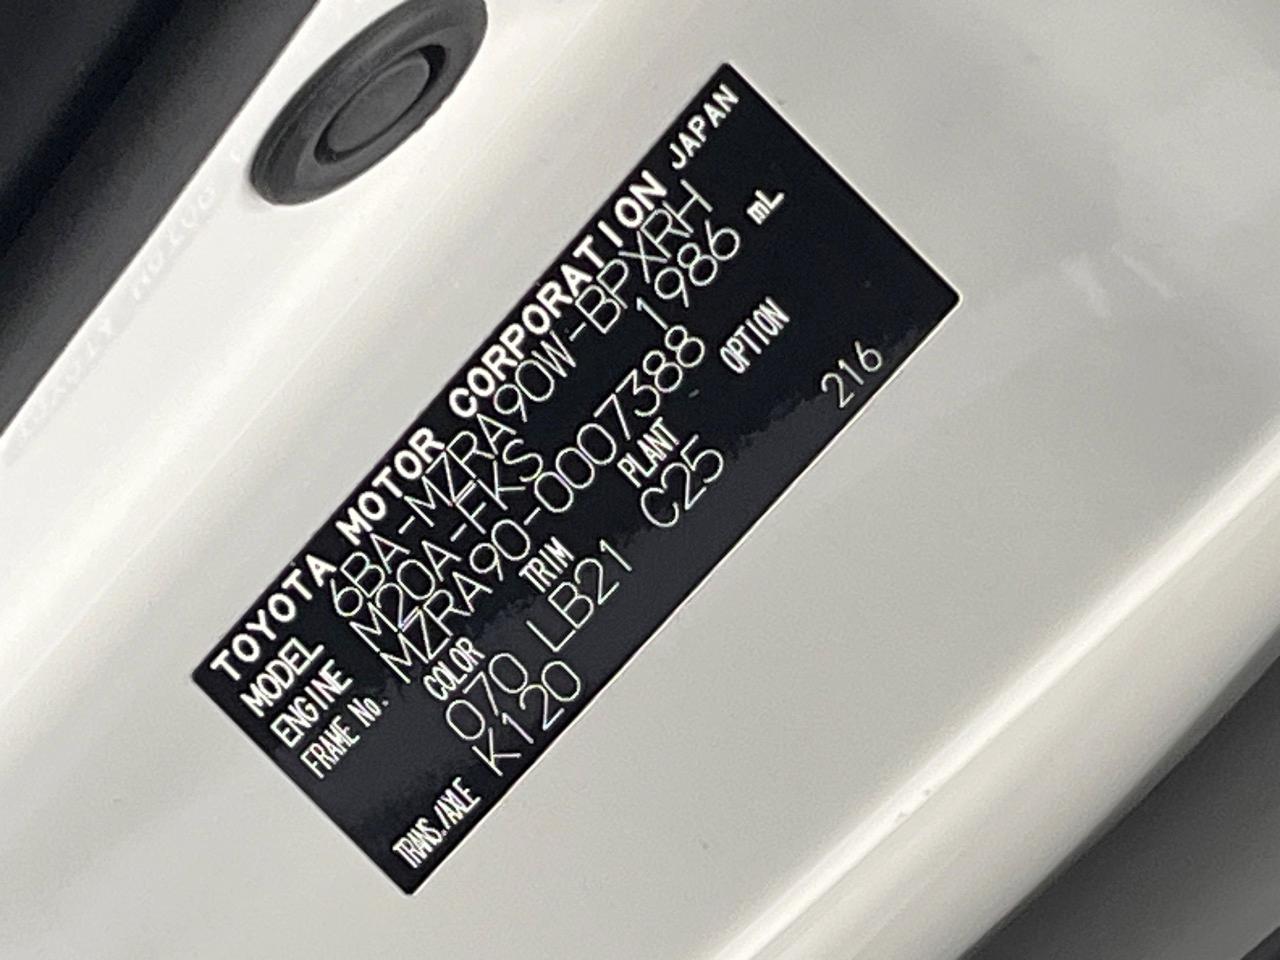 TOYOTA MOTOR CORPORATION JAPAN
MODEL 6BA-MZRA90W-BPXRH
ENGINE M20A-FKS 1986 mL
FRAME No. MZRA90-0007388
COLOR TRIM PLANT OPTION
070 LB21 C25 216
TRANS./AXLE K120